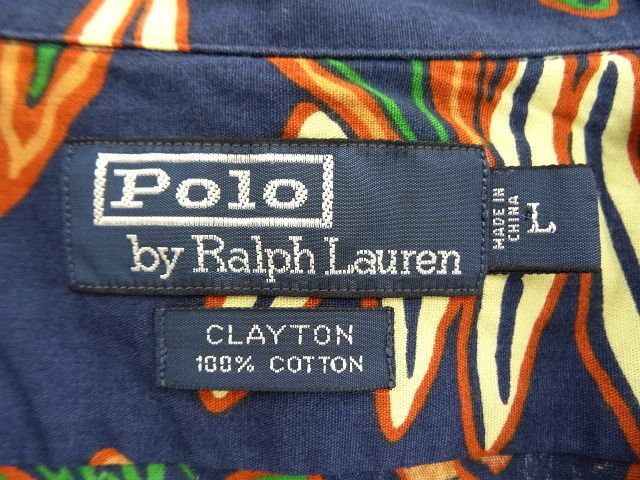 Polo
by Ralph Lauren
MADE IN
CHINA
L
CLAYTON
100% COTTON